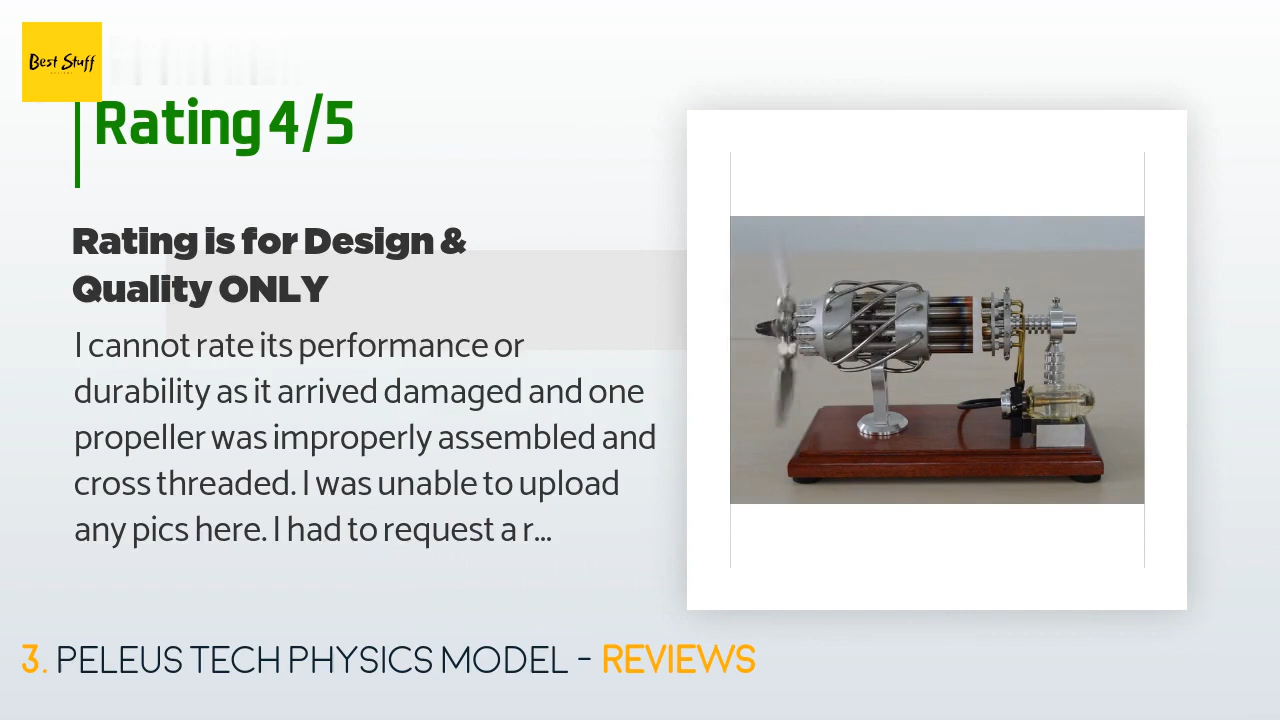 Best Stuff
Rating 4/5
Rating is for Design &
Quality ONLY
I cannot rate its performance or
durability as it arrived damaged and one
propeller was improperly assembled and
cross threaded. I was unable to upload
any pics here. I had to request a r...
3. PELEUS TECH PHYSICS MODEL - REVIEWS